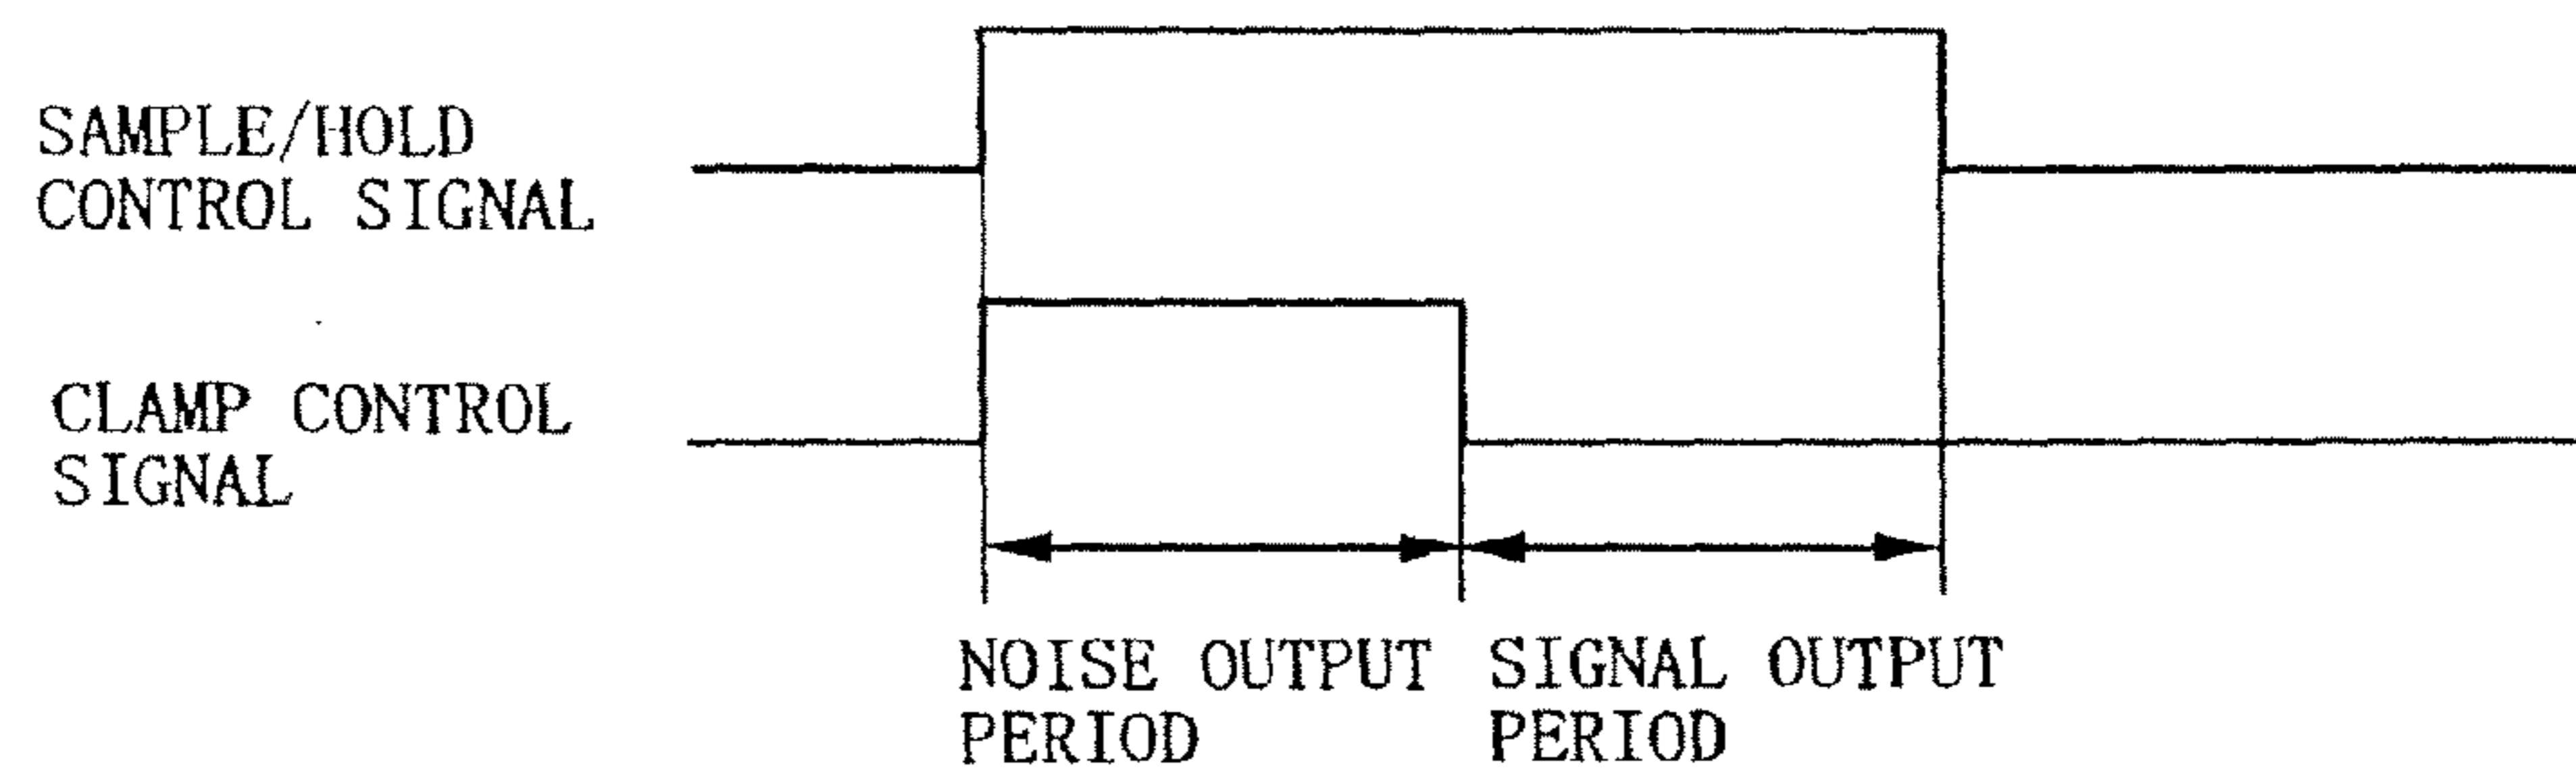 SAMPLE/HOLD
CONTROL SIGNAL
CLAMP CONTROL
SIGNAL
NOISE OUTPUT
PERIOD
SIGNAL OUTPUT
PERIOD